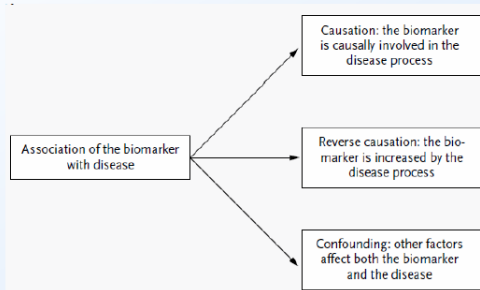 Causation: the biomarker
is causally involved in the
disease process
Association of the biomarker
with disease
Reverse causation: the bio-
marker is increased by the
disease process
Confounding: other factors
affect both the biomarker
and the disease